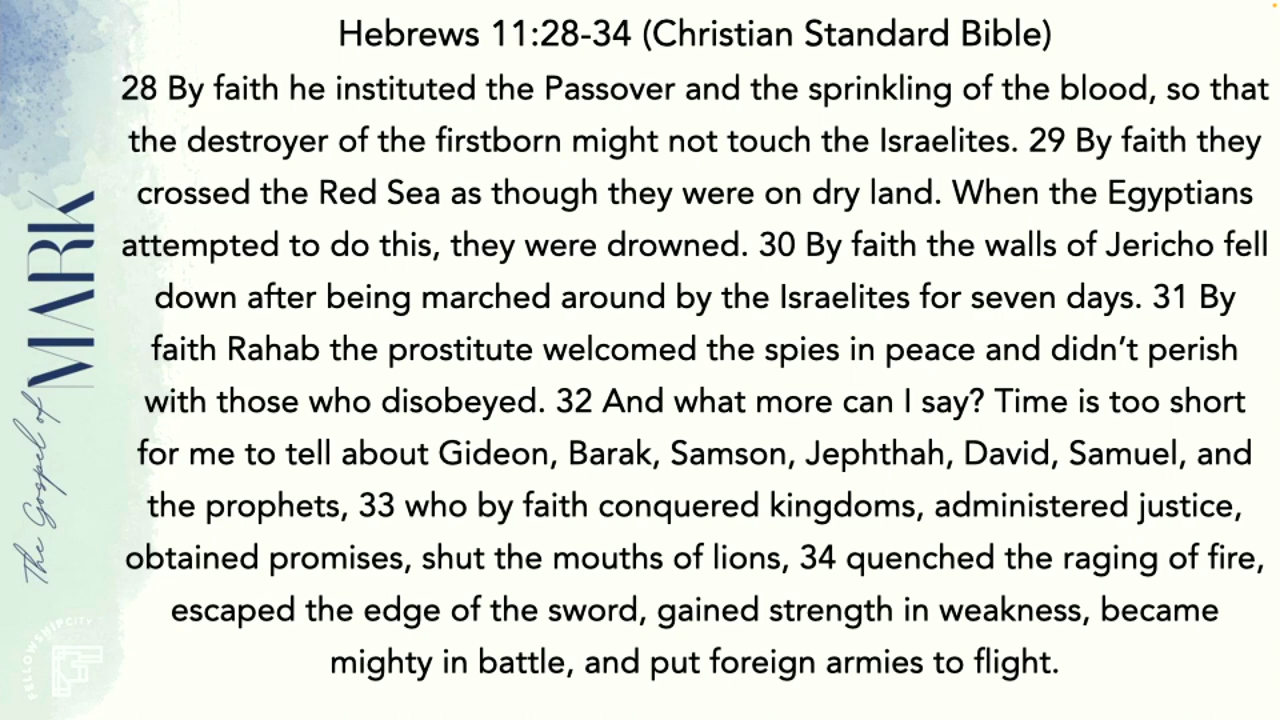 Hebrews 11:28-34 (Christian Standard Bible)
28 By faith he instituted the Passover and the sprinkling of the blood, so that
the destroyer of the firstborn might not touch the Israelites. 29 By faith they
crossed the Red Sea as though they were on dry land. When the Egyptians
attempted to do this, they were drowned. 30 By faith the walls of Jericho fell
down after being marched around by the Israelites for seven days. 31 By
faith Rahab the prostitute welcomed the spies in peace and didn’t perish
with those who disobeyed. 32 And what more can I say? Time is too short
for me to tell about Gideon, Barak, Samson, Jephthah, David, Samuel, and
the prophets, 33 who by faith conquered kingdoms, administered justice,
obtained promises, shut the mouths of lions, 34 quenched the raging of fire,
escaped the edge of the sword, gained strength in weakness, became
mighty in battle, and put foreign armies to flight.
The Gospel of MARK
FELLOWSHIP CITY